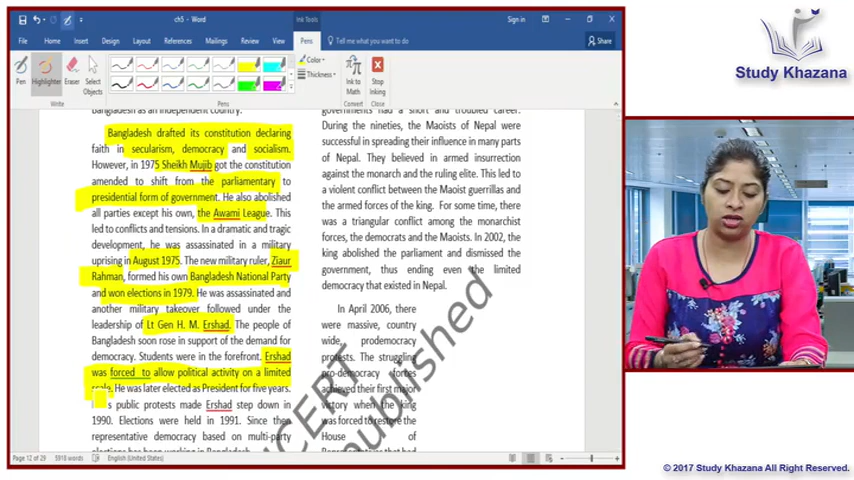 ch5 - Word
Ink Tools
Sign in
File
Home
Insert
Design
Layout
References
Mailings
Review
View
Pens
Tell me what you want to do
Share
Pen
Highlighter
Eraser
Select Objects
Color
Thickness
Ink to Math
Stop Inking
Write
Pens
Convert
Close
Bangladesh as an independent country.
Bangladesh drafted its constitution declaring
faith in secularism, democracy and socialism.
However, in 1975 Sheikh Mujib got the constitution
amended to shift from the parliamentary to
presidential form of government. He also abolished
all parties except his own, the Awami League. This
led to conflicts and tensions. In a dramatic and tragic
development, he was assassinated in a military
uprising in August 1975. The new military ruler, Ziaur
Rahman, formed his own Bangladesh National Party
and won elections in 1979. He was assassinated and
another military takeover followed under the
leadership of Lt Gen H. M. Ershad. The people of
Bangladesh soon rose in support of the demand for
democracy. Students were in the forefront. Ershad
was forced to allow political activity on a limited
scale. He was later elected as President for five years.
s public protests made Ershad step down in
1990. Elections were held in 1991. Since then
representative democracy based on multi-party
elections has been working in Bangladesh.
governments had a short and troubled career.
During the nineties, the Maoists of Nepal were
successful in spreading their influence in many parts
of Nepal. They believed in armed insurrection
against the monarch and the ruling elite. This led to
a violent conflict between the Maoist guerrillas and
the armed forces of the king. For some time, there
was a triangular conflict among the monarchist
forces, the democrats and the Maoists. In 2002, the
king abolished the parliament and dismissed the
government, thus ending even the limited
democracy that existed in Nepal.
In April 2006, there
were massive, country
wide, prodemocracy
protests. The struggling
pro-democracy forces
achieved their first major
victory when the king
was forced to restore the
House of
Representatives that had
NCERT
published
Page 12 of 29
5918 words
English (United States)
Study Khazana
© 2017 Study Khazana All Right Reserved.